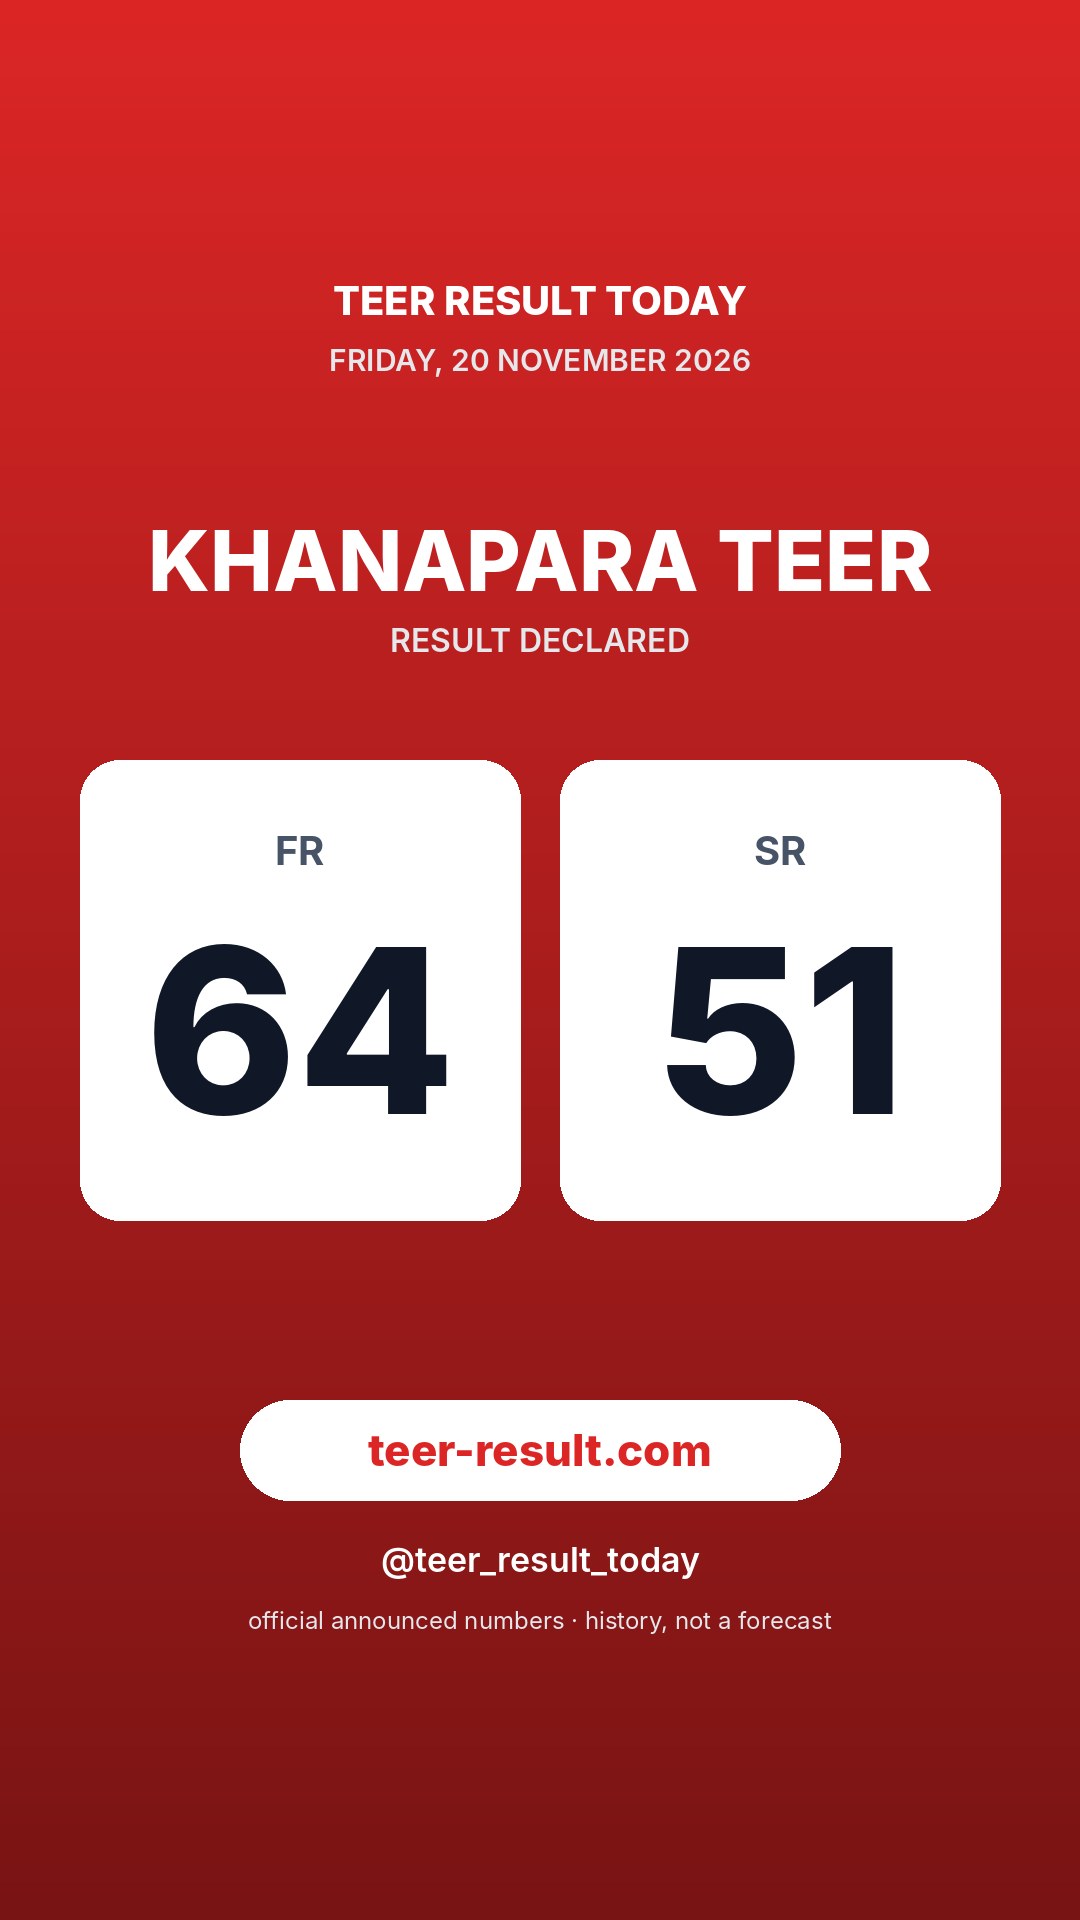 TEER RESULT TODAY
FRIDAY, 20 NOVEMBER 2026
KHANAPARA TEER
RESULT DECLARED
FR
64
SR
51
teer-result.com
@teer_result_today
official announced numbers · history, not a forecast